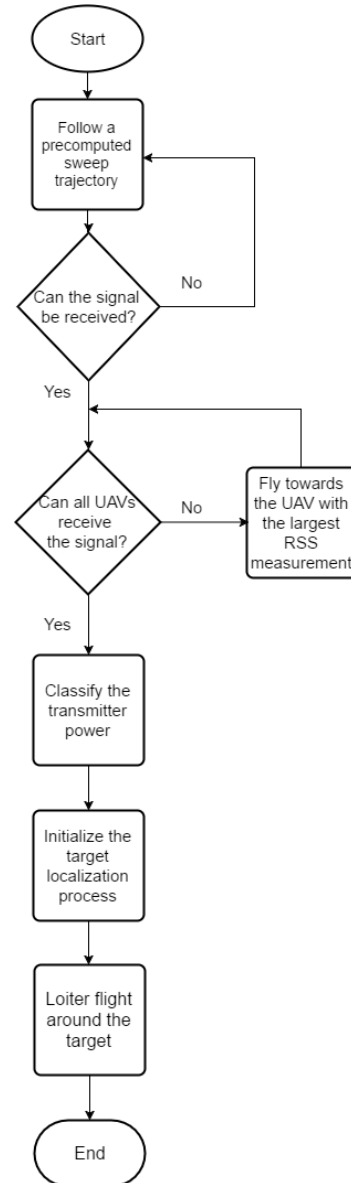 Start
Follow a
precomputed
sweep
trajectory
No
Can the signal
be received?
Yes
Can all UAVs
receive
the signal?
No
Fly towards
the UAV with
the largest
RSS
measurement
Yes
Classify the
transmitter
power
Initialize the
target
localization
process
Loiter flight
around the
target
End